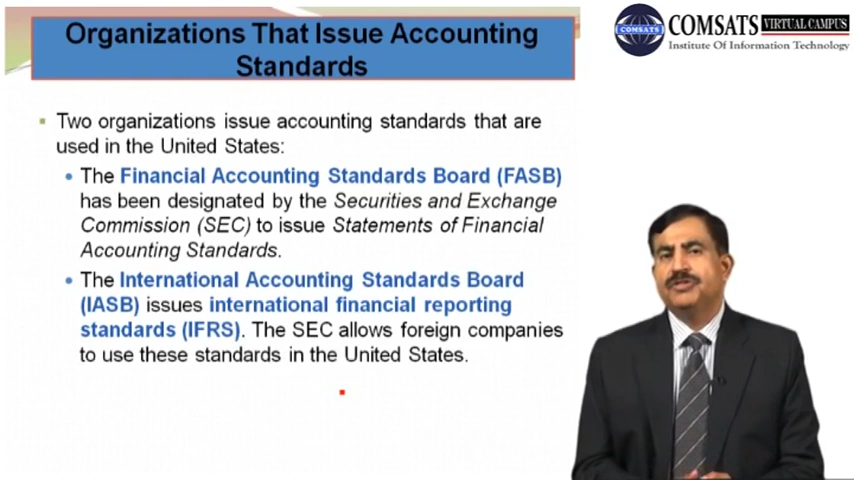 Organizations That Issue Accounting
Standards
COMSATS
COMSATS VIRTUAL CAMPUS
Institute Of Information Technology
Two organizations issue accounting standards that are
used in the United States:
The Financial Accounting Standards Board (FASB)
has been designated by the Securities and Exchange
Commission (SEC) to issue Statements of Financial
Accounting Standards.
The International Accounting Standards Board
(IASB) issues international financial reporting
standards (IFRS). The SEC allows foreign companies
to use these standards in the United States.